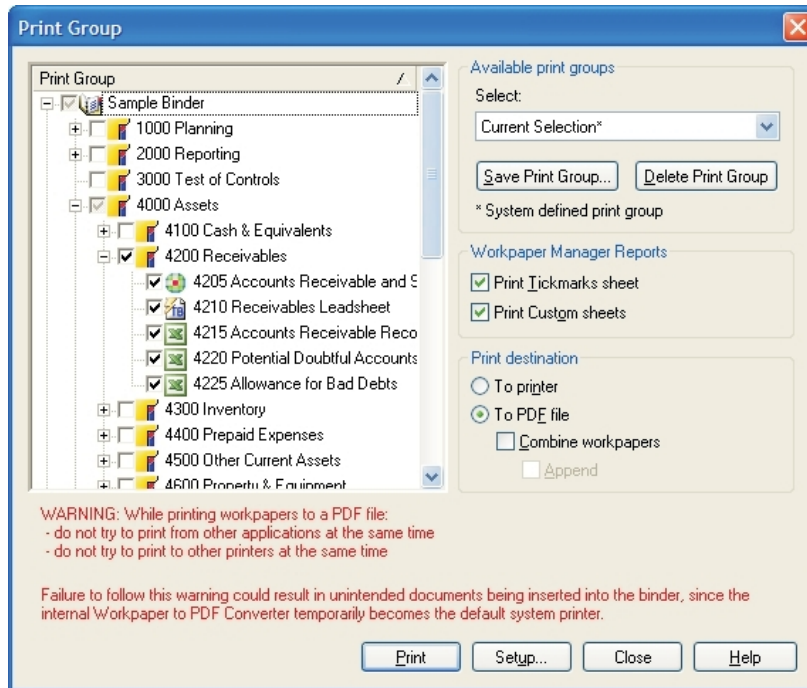 Print Group
Print Group
Sample Binder
1000 Planning
2000 Reporting
3000 Test of Controls
4000 Assets
4100 Cash & Equivalents
4200 Receivables
4205 Accounts Receivable and S
4210 Receivables Leadsheet
4215 Accounts Receivable Reco
4220 Potential Doubtful Accounts
4225 Allowance for Bad Debts
4300 Inventory
4400 Prepaid Expenses
4500 Other Current Assets
4600 Property & Equipment
Available print groups
Select:
Current Selection*
Save Print Group... Delete Print Group
* System defined print group
Workpaper Manager Reports
Print Tickmarks sheet
Print Custom sheets
Print destination
To printer
To PDF file
Combine workpapers
Append
WARNING: While printing workpapers to a PDF file:
- do not try to print from other applications at the same time
- do not try to print to other printers at the same time
Failure to follow this warning could result in unintended documents being inserted into the binder, since the
internal Workpaper to PDF Converter temporarily becomes the default system printer.
Print Setup... Close Help